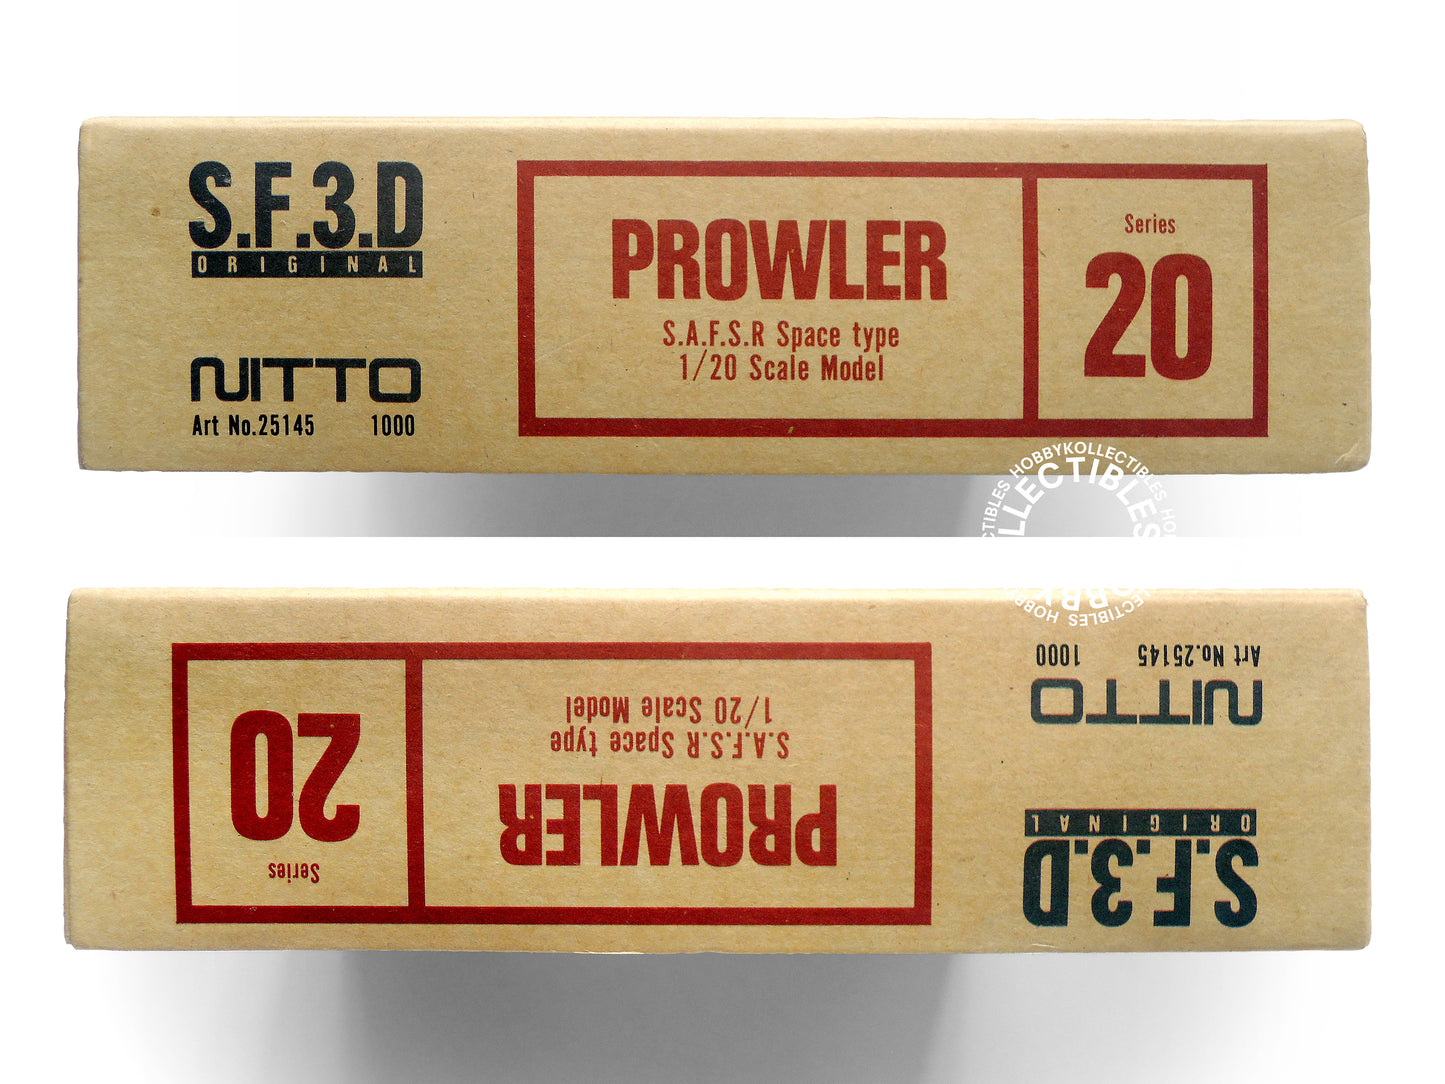 S.F.3.D
ORIGINAL
NITTO
Art No.25145 1000
PROWLER
S.A.F.S.R Space type
1/20 Scale Model
Series
20
HOBBYKOLLECTIBLES
S.F.3.D
ORIGINAL
NITTO
Art No.25145 1000
PROWLER
S.A.F.S.R Space type
1/20 Scale Model
Series
20